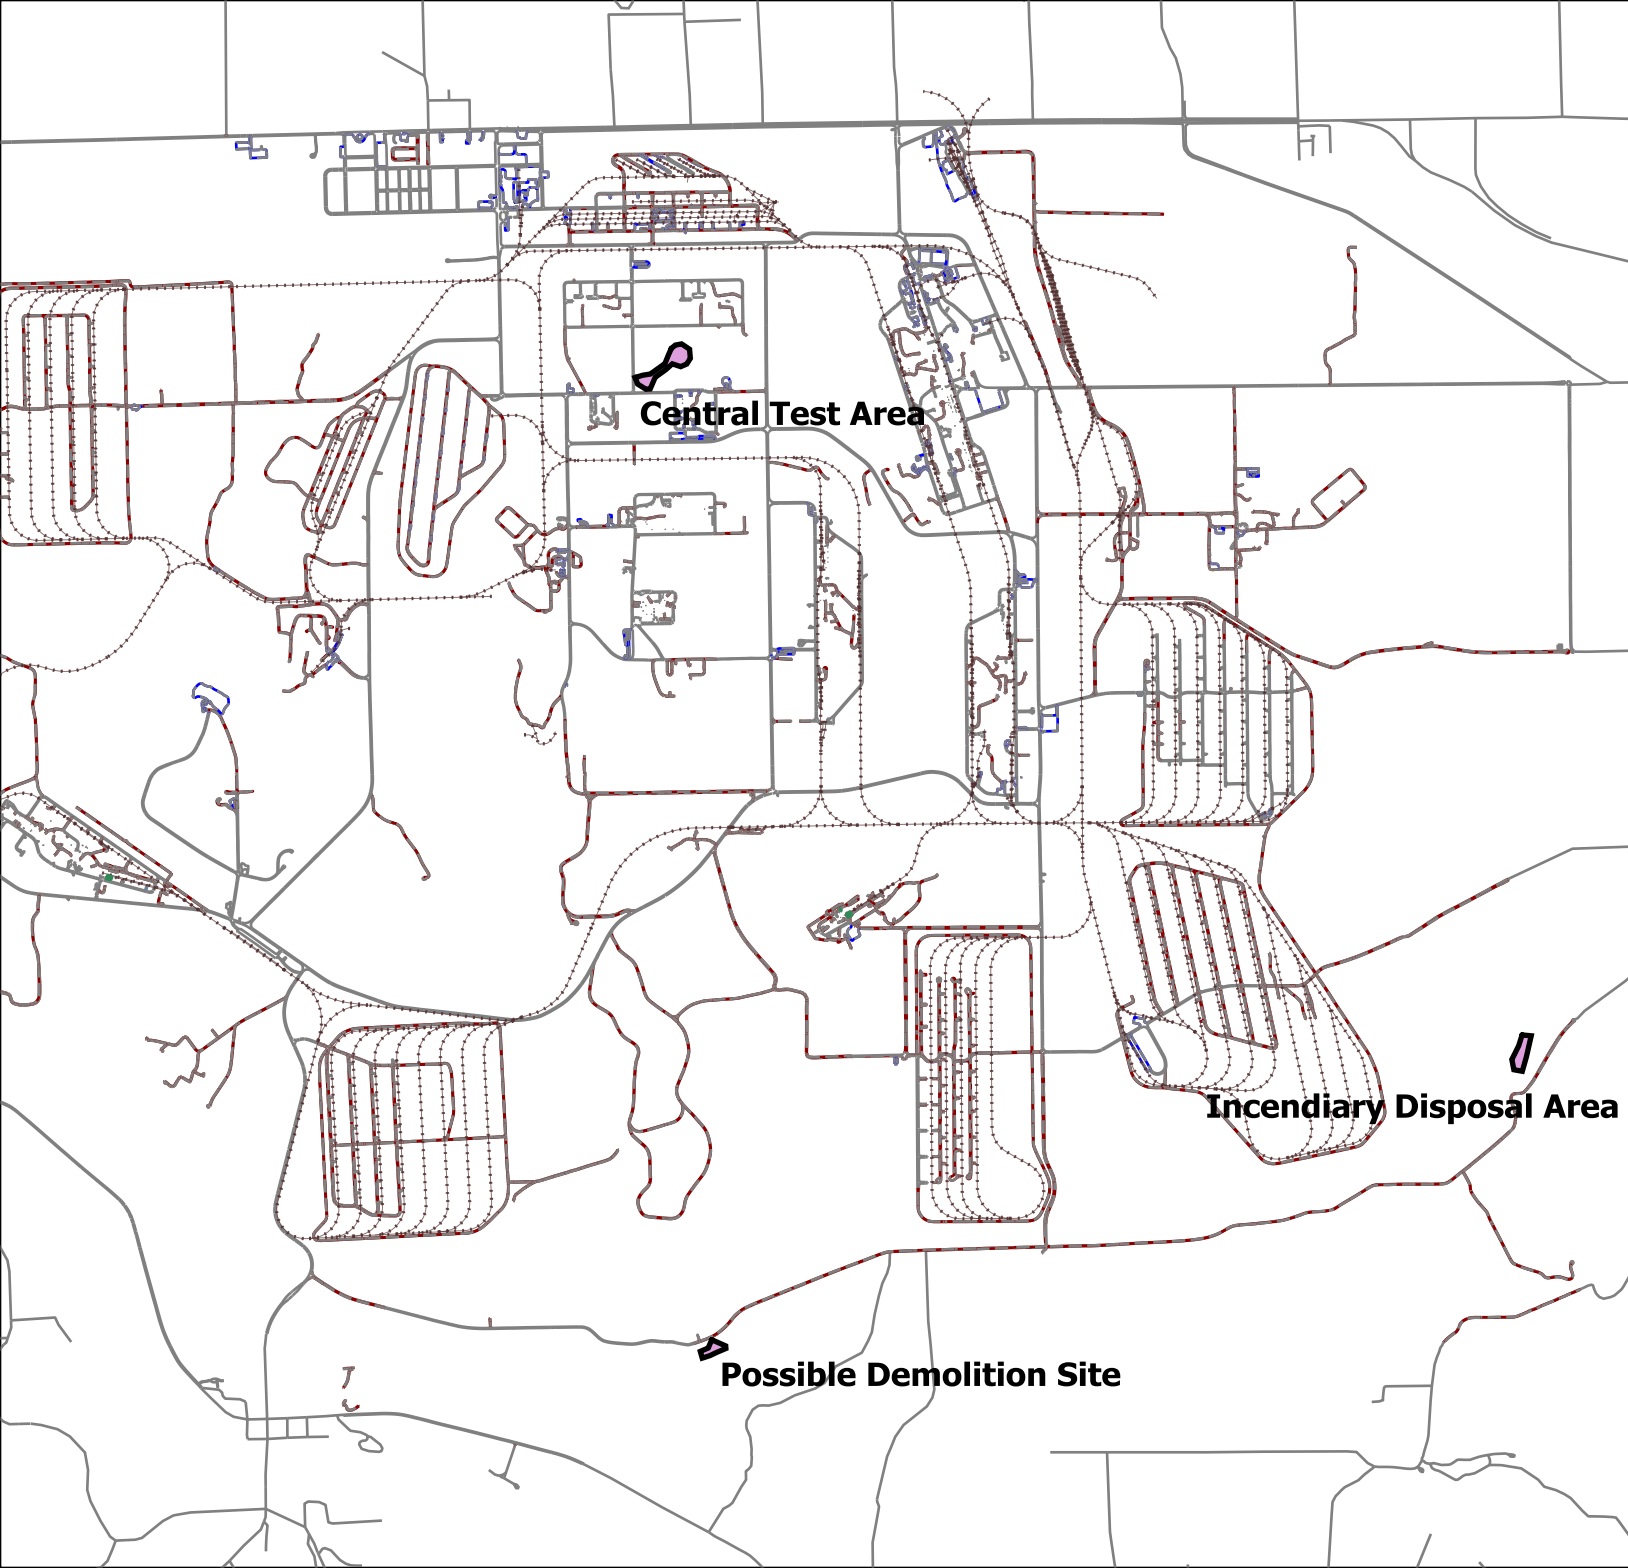 Central Test Area
Incendiary Disposal Area
Possible Demolition Site